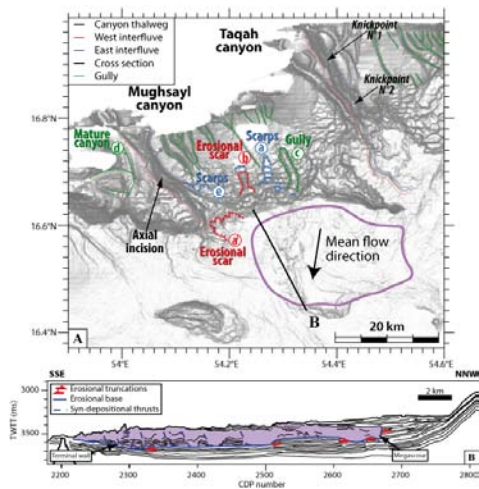 Canyon thalweg
West interfluve
East interfluve
Cross section
Gully
Taqah
canyon
Knickpoint
N°1
Knickpoint
N°2
Mughsayl
canyon
16.8°N
Mature
canyon
d
Scarps
a
Erosional
scar
b
Gully
c
Scarps
e
16.6°N
Axial
incision
d
Erosional
scar
Mean flow
direction
B
16.4°N
A
20 km
54°E
54.2°E
54.4°E
54.6°E
SSE
NNW
3000
Erosional truncations
Erosional base
Syn-depositional thrusts
2 km
TWTT (ms)
3500
Terminal wall
Megascour
B
2200
2300
2400
2500
2600
2700
2800
CDP number